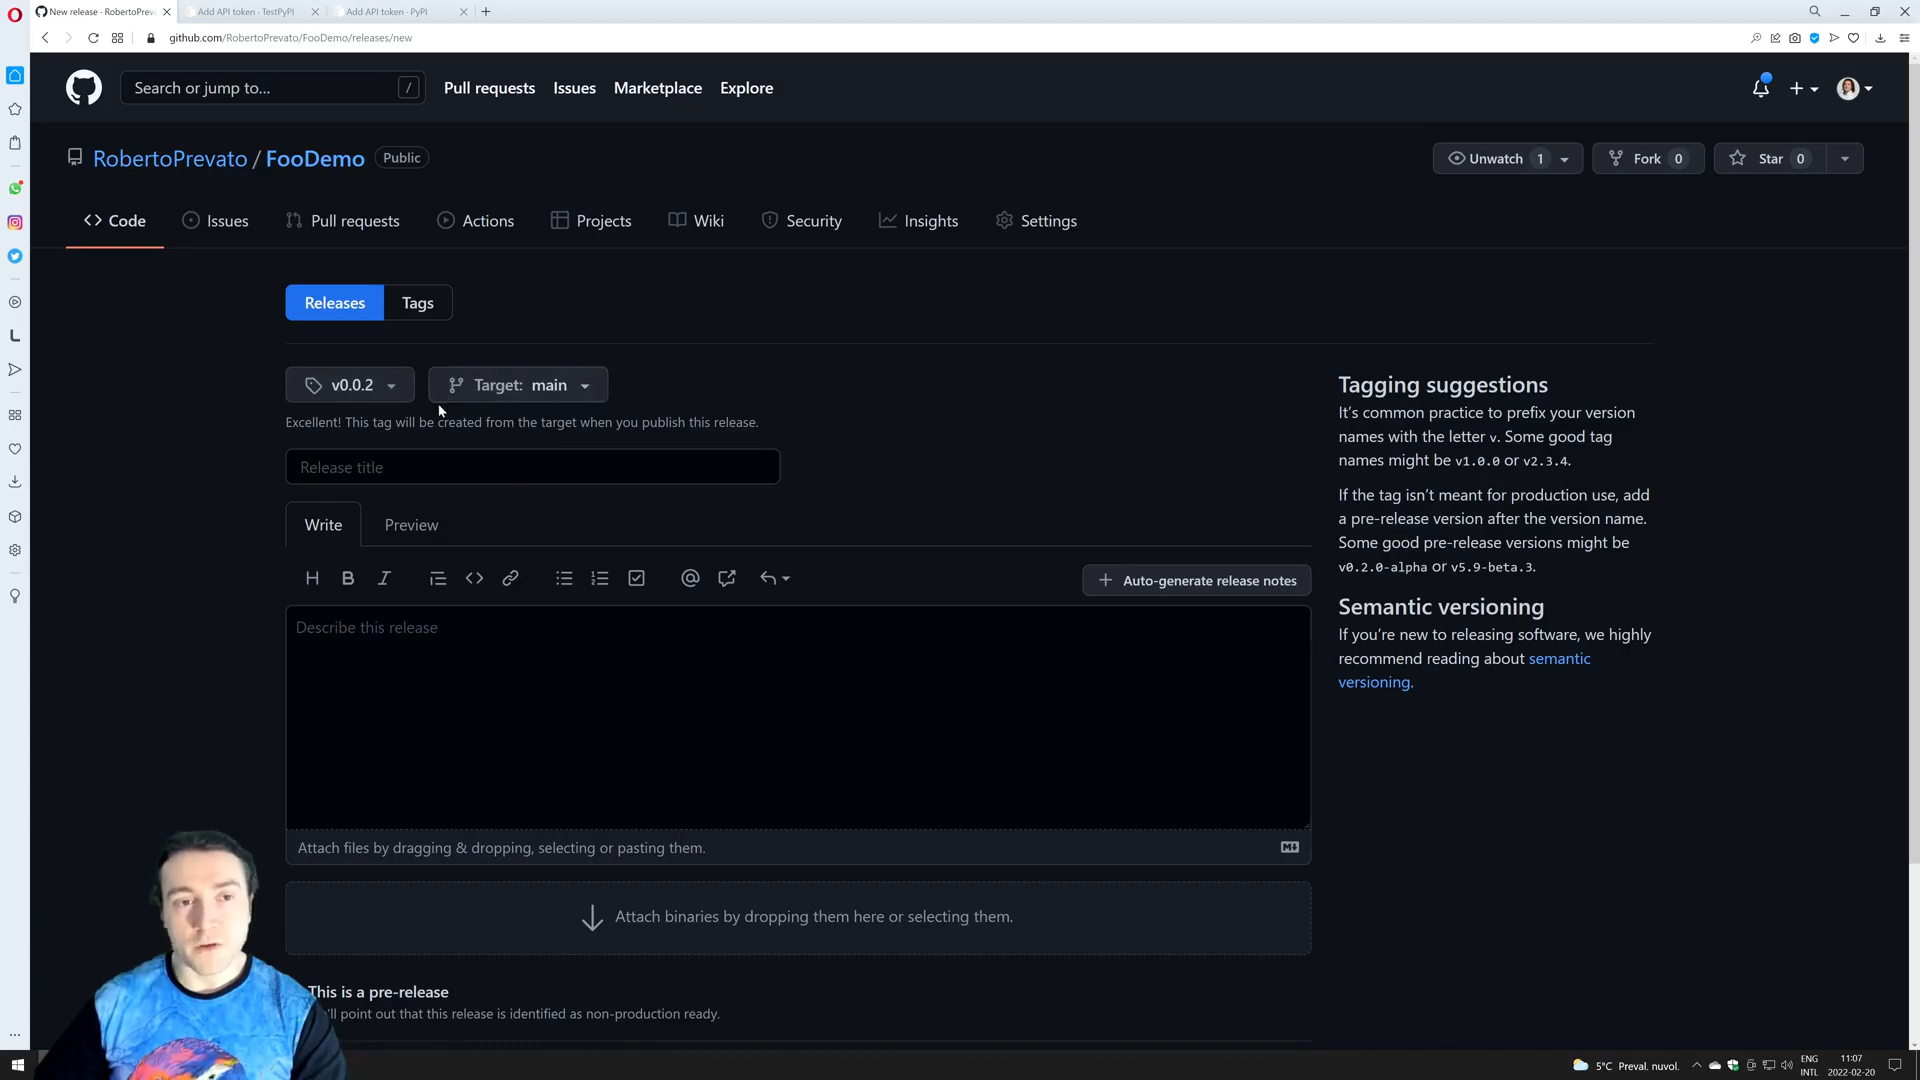 New release · RobertoPrev
Add API token · TestPyPI
Add API token · PyPI
github.com/RobertoPrevato/FooDemo/releases/new
Search or jump to...
/
Pull requests
Issues
Marketplace
Explore
RobertoPrevato / FooDemo
Public
Unwatch 1
Fork 0
Star 0
Code
Issues
Pull requests
Actions
Projects
Wiki
Security
Insights
Settings
Releases
Tags
v0.0.2
Target: main
Excellent! This tag will be created from the target when you publish this release.
Release title
Write
Preview
Auto-generate release notes
Describe this release
Attach files by dragging & dropping, selecting or pasting them.
Attach binaries by dropping them here or selecting them.
This is a pre-release
'll point out that this release is identified as non-production ready.
Tagging suggestions
It's common practice to prefix your version
names with the letter v. Some good tag
names might be v1.0.0 or v2.3.4.
If the tag isn't meant for production use, add
a pre-release version after the version name.
Some good pre-release versions might be
v0.2.0-alpha or v5.9-beta.3.
Semantic versioning
If you're new to releasing software, we highly
recommend reading about semantic
versioning.
5°C Preval. nuvol.
ENG
INTL
11:07
2022-02-20